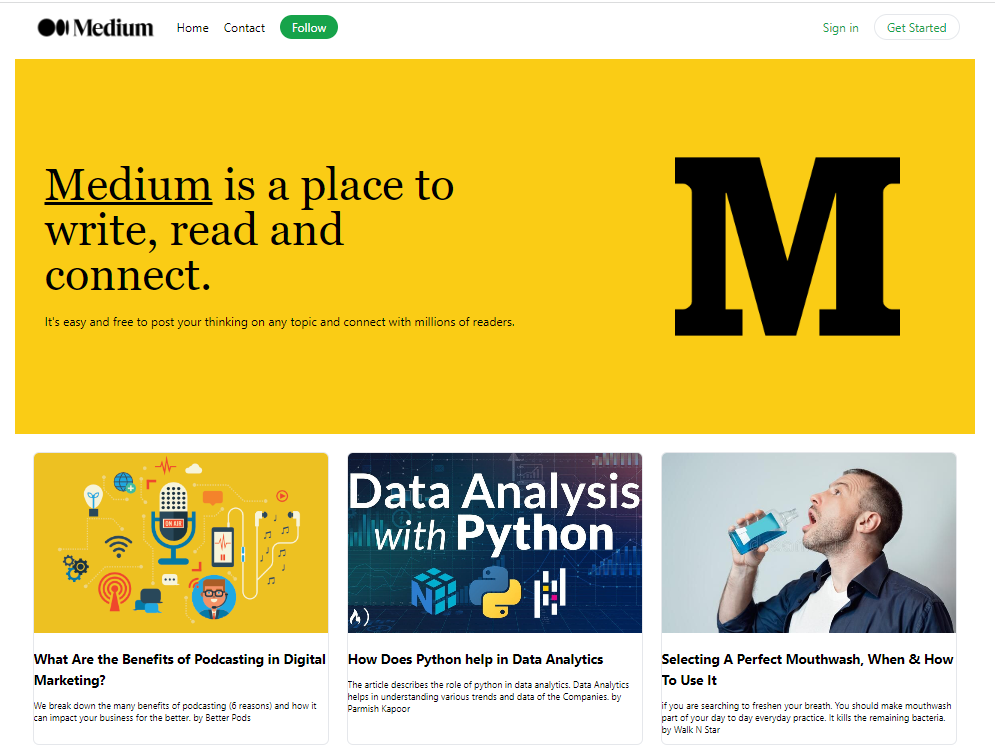 Medium Home Contact Follow Sign in Get Started
Medium is a place to
write, read and
connect.
It's easy and free to post your thinking on any topic and connect with millions of readers.
M
ON AIR
What Are the Benefits of Podcasting in Digital
Marketing?
We break down the many benefits of podcasting (6 reasons) and how it
can impact your business for the better. by Better Pods
Data Analysis
with Python
How Does Python help in Data Analytics
The article describes the role of python in data analytics. Data Analytics
helps in understanding various trends and data of the Companies. by
Parmish Kapoor
Selecting A Perfect Mouthwash, When & How
To Use It
if you are searching to freshen your breath. You should make mouthwash
part of your day to day everyday practice. It kills the remaining bacteria.
by Walk N Star